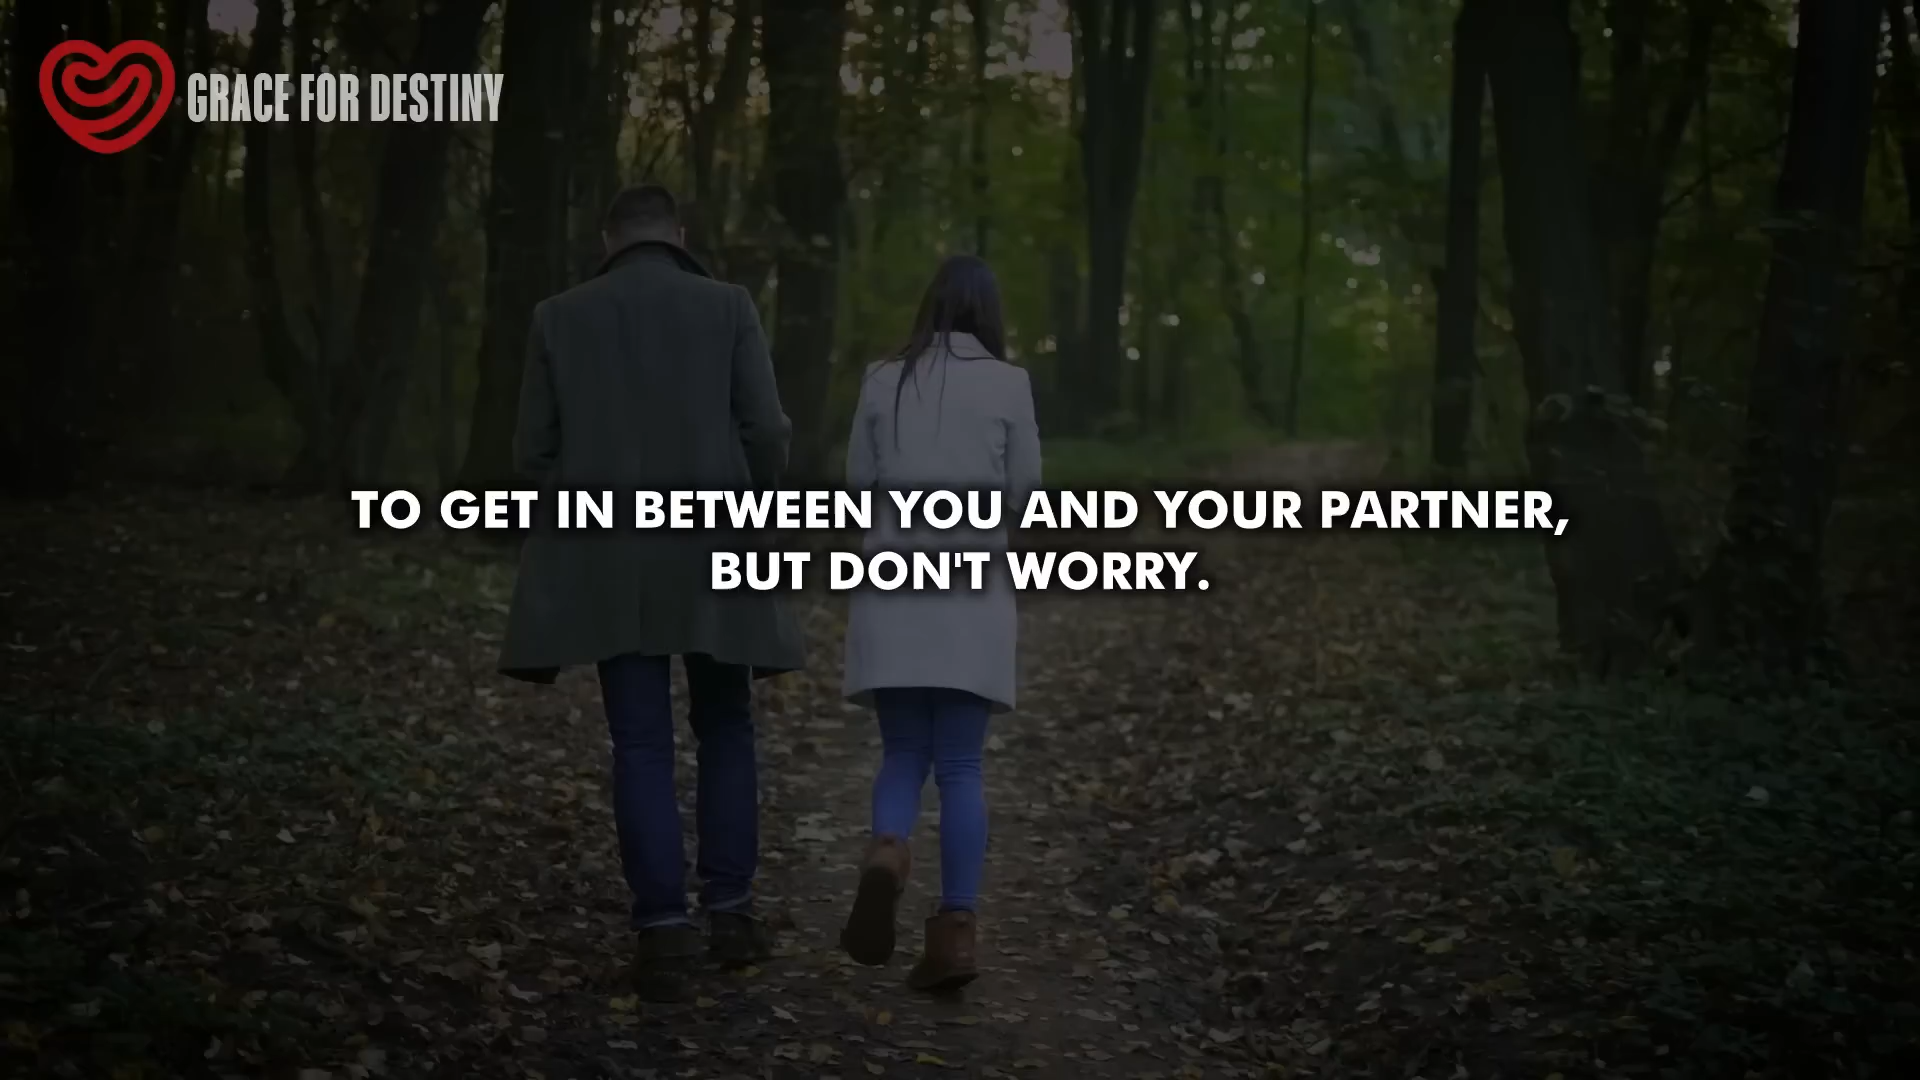 GRACE FOR DESTINY
TO GET IN BETWEEN YOU AND YOUR PARTNER,
BUT DON'T WORRY.